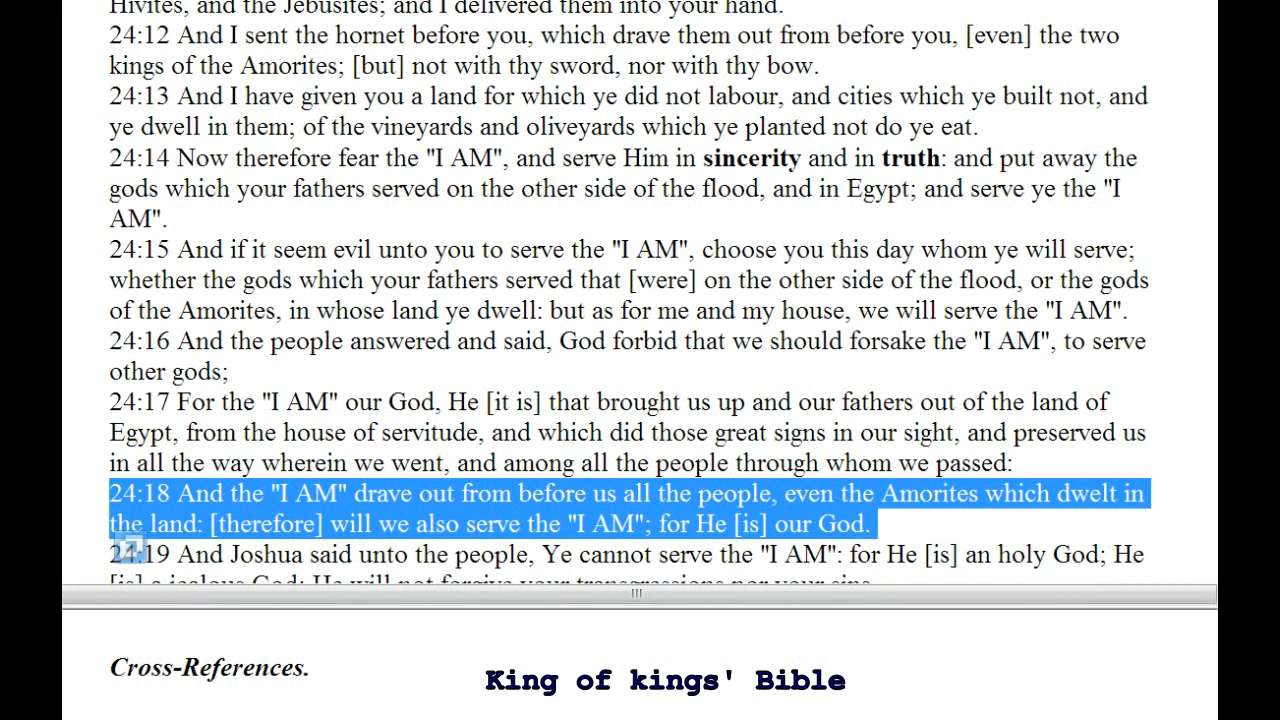 Hivites, and the Jebusites; and I delivered them into your hand.
24:12 And I sent the hornet before you, which drave them out from before you, [even] the two
kings of the Amorites; [but] not with thy sword, nor with thy bow.
24:13 And I have given you a land for which ye did not labour, and cities which ye built not, and
ye dwell in them; of the vineyards and oliveyards which ye planted not do ye eat.
24:14 Now therefore fear the "I AM", and serve Him in sincerity and in truth: and put away the
gods which your fathers served on the other side of the flood, and in Egypt; and serve ye the "I
AM".
24:15 And if it seem evil unto you to serve the "I AM", choose you this day whom ye will serve;
whether the gods which your fathers served that [were] on the other side of the flood, or the gods
of the Amorites, in whose land ye dwell: but as for me and my house, we will serve the "I AM".
24:16 And the people answered and said, God forbid that we should forsake the "I AM", to serve
other gods;
24:17 For the "I AM" our God, He [it is] that brought us up and our fathers out of the land of
Egypt, from the house of servitude, and which did those great signs in our sight, and preserved us
in all the way wherein we went, and among all the people through whom we passed:
24:18 And the "I AM" drave out from before us all the people, even the Amorites which dwelt in
the land: [therefore] will we also serve the "I AM"; for He [is] our God.
24:19 And Joshua said unto the people, Ye cannot serve the "I AM": for He [is] an holy God; He
[is] a jealous God; He will not forgive your transgressions nor your sins.
Cross-References.
King of kings' Bible